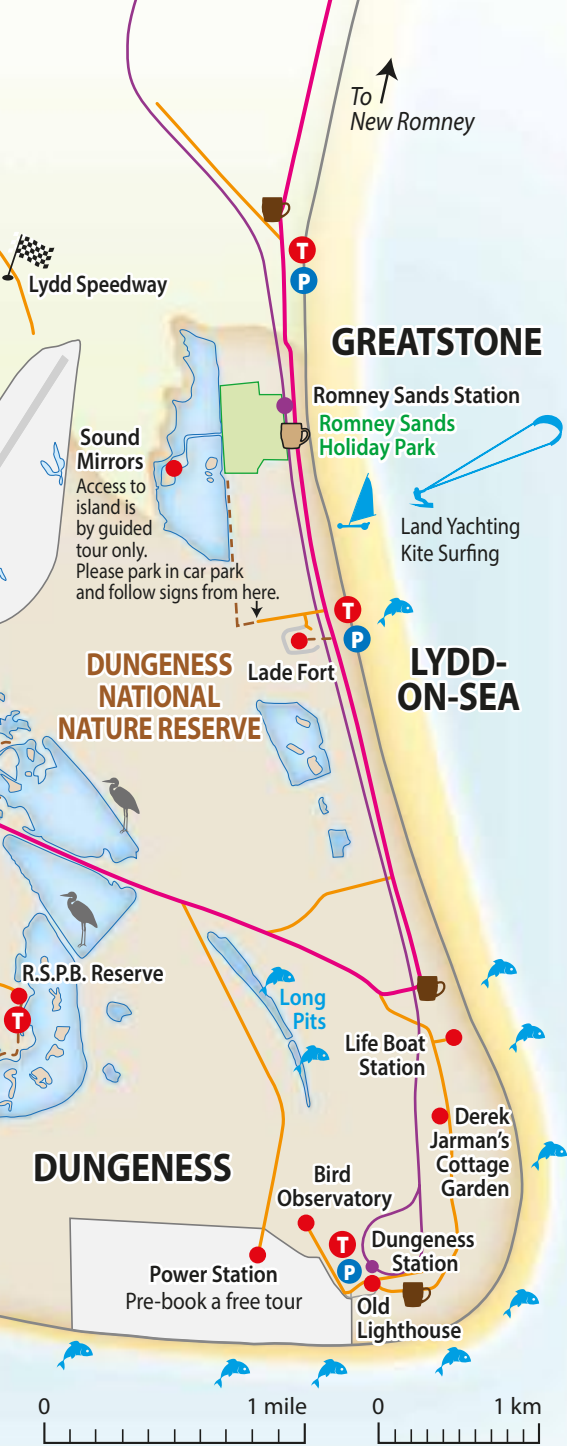 To
New Romney
T
P
Lydd Speedway
GREATSTONE
Romney Sands Station
Romney Sands
Holiday Park
Sound
Mirrors
Access to
island is
by guided
tour only.
Please park in car park
and follow signs from here.
Land Yachting
Kite Surfing
T
P
LYDD-
ON-SEA
Lade Fort
DUNGENESS
NATIONAL
NATURE RESERVE
R.S.P.B. Reserve
T
Long
Pits
Life Boat
Station
Derek
Jarman's
Cottage
Garden
DUNGENESS
Bird
Observatory
T
P
Dungeness
Station
Power Station
Pre-book a free tour
Old
Lighthouse
0 1 mile
0 1 km